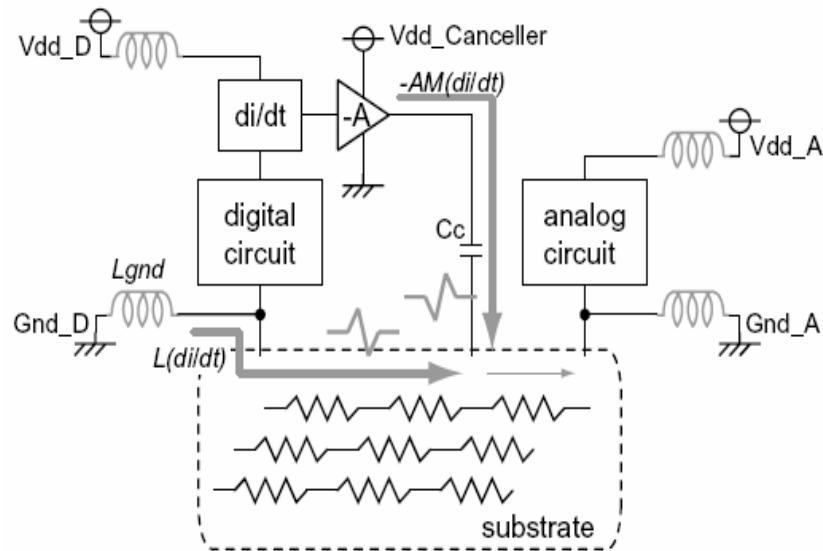 Vdd_D
Vdd_Canceller
-AM(di/dt)
di/dt
-A
Vdd_A
digital
circuit
analog
circuit
Cc
Lgnd
Gnd_D
Gnd_A
L(di/dt)
substrate